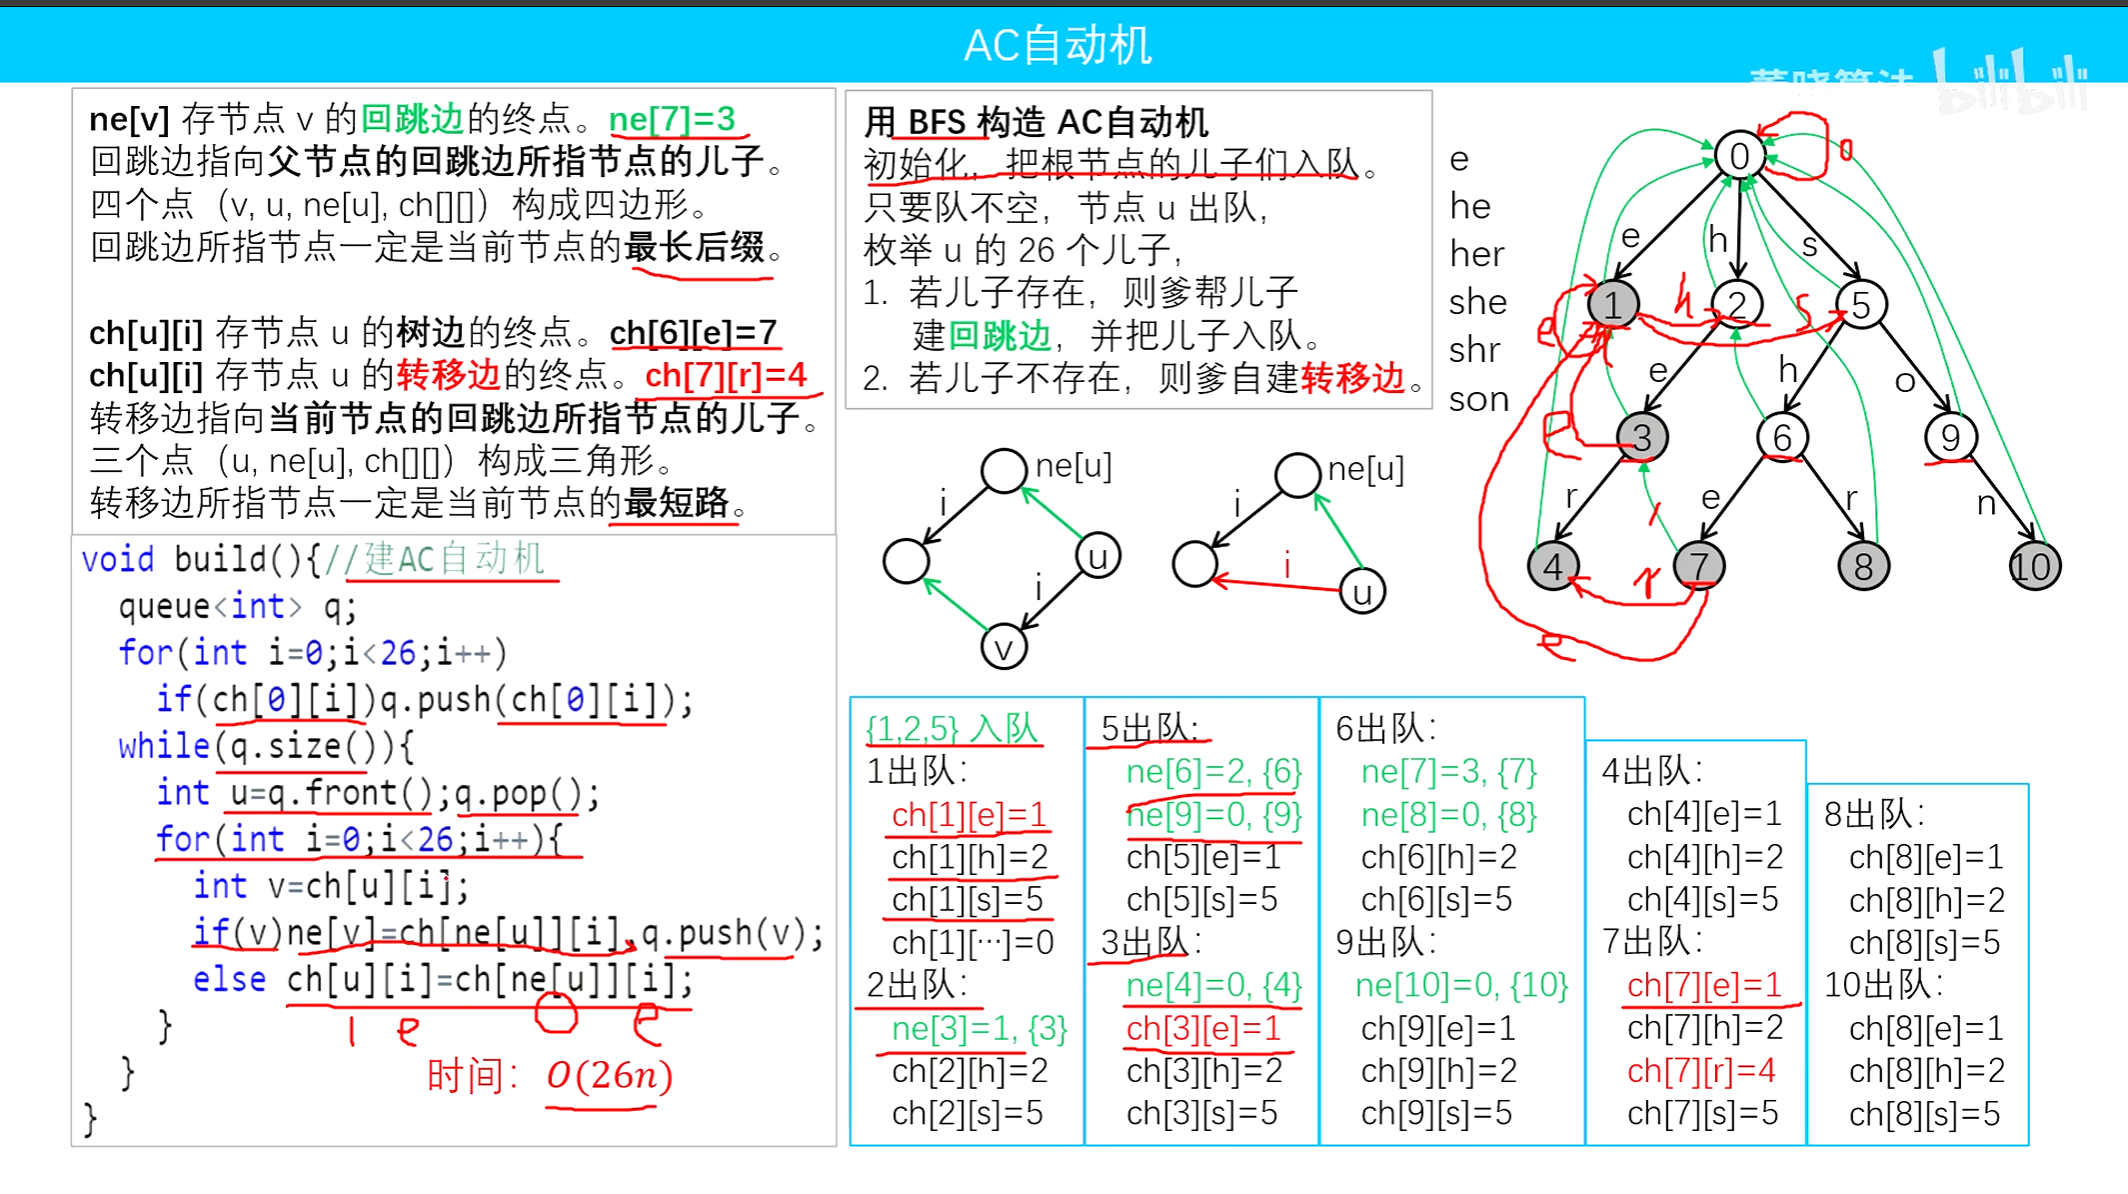 AC自动机
bilibili
ne[v] 存节点 v 的回跳边的终点。ne[7]=3
回跳边指向父节点的回跳边所指节点的儿子。
四个点（v, u, ne[u], ch[][]）构成四边形。
回跳边所指节点一定是当前节点的最长后缀。
ch[u][i] 存节点 u 的树边的终点。ch[6][e]=7
ch[u][i] 存节点 u 的转移边的终点。ch[7][r]=4
转移边指向当前节点的回跳边所指节点的儿子。
三个点（u, ne[u], ch[][]）构成三角形。
转移边所指节点一定是当前节点的最短路。
void build(){//建AC自动机
queue<int> q;
for(int i=0;i<26;i++)
if(ch[0][i])q.push(ch[0][i]);
while(q.size()){
int u=q.front();q.pop();
for(int i=0;i<26;i++){
int v=ch[u][i];
if(v)ne[v]=ch[ne[u]][i],q.push(v);
else ch[u][i]=ch[ne[u]][i];
}
1 e 0 e
}
时间：O(26n)
}
用 BFS 构造 AC自动机
初始化，把根节点的儿子们入队。
只要队不空，节点 u 出队，
枚举 u 的 26 个儿子，
1. 若儿子存在，则爹帮儿子
建回跳边，并把儿子入队。
2. 若儿子不存在，则爹自建转移边。
ne[u]
i
u
i
v
ne[u]
i
i
u
e
he
her
she
shr
son
0
0
e
h
s
1
2
5
h
s
e
e
h
o
3
6
9
e
r
e
r
n
4
7
8
10
r
e
{1,2,5} 入队
1出队：
ch[1][e]=1
ch[1][h]=2
ch[1][s]=5
ch[1][…]=0
2出队：
ne[3]=1, {3}
ch[2][h]=2
ch[2][s]=5
5出队：
ne[6]=2, {6}
ne[9]=0, {9}
ch[5][e]=1
ch[5][s]=5
3出队：
ne[4]=0, {4}
ch[3][e]=1
ch[3][h]=2
ch[3][s]=5
6出队：
ne[7]=3, {7}
ne[8]=0, {8}
ch[6][h]=2
ch[6][s]=5
9出队：
ne[10]=0, {10}
ch[9][e]=1
ch[9][h]=2
ch[9][s]=5
4出队：
ch[4][e]=1
ch[4][h]=2
ch[4][s]=5
7出队：
ch[7][e]=1
ch[7][h]=2
ch[7][r]=4
ch[7][s]=5
8出队：
ch[8][e]=1
ch[8][h]=2
ch[8][s]=5
10出队：
ch[8][e]=1
ch[8][h]=2
ch[8][s]=5